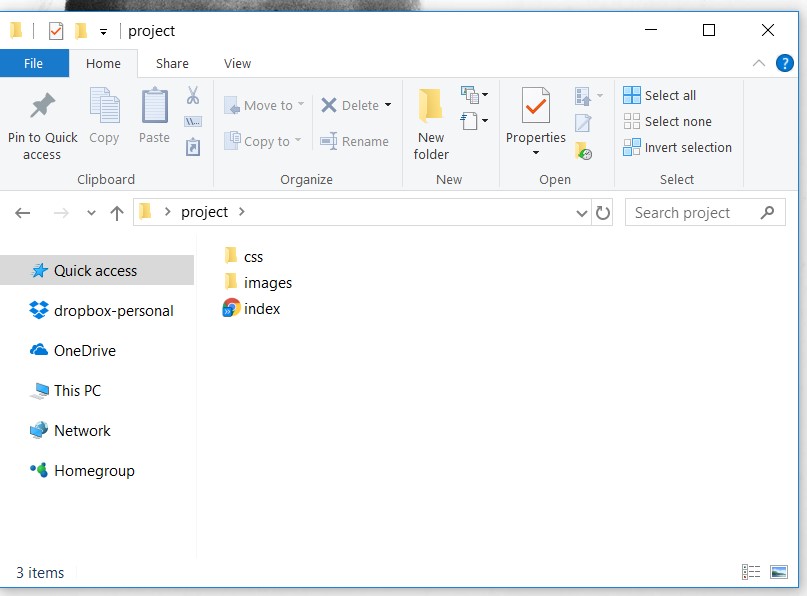 project
File Home Share View
Pin to Quick access
Copy
Paste
Clipboard
Move to
Copy to
Delete
Rename
Organize
New folder
New
Properties
Open
Select all
Select none
Invert selection
Select
project
Search project
Quick access
dropbox-personal
OneDrive
This PC
Network
Homegroup
css
images
index
3 items